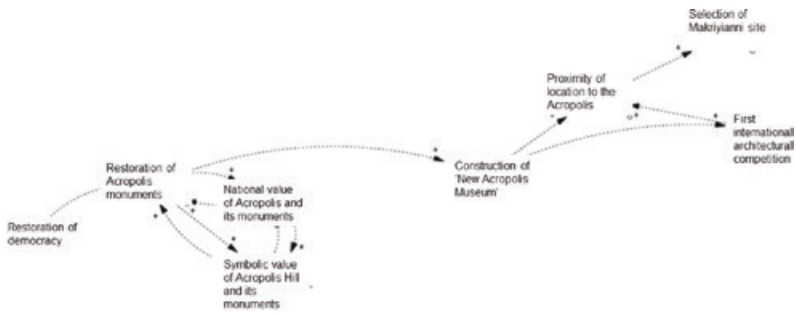 Selection of
Makriyianni site
Proximity of
location to the
Acropolis
First
international
architecturall
competition
Construction of
'New Acropolis
Museum'
Restoration of
Acropolis
monuments
National value
of Acropolis and
its monuments
Restoration of
democracy
Symbolic value
of Acropolis Hill
and its
monuments